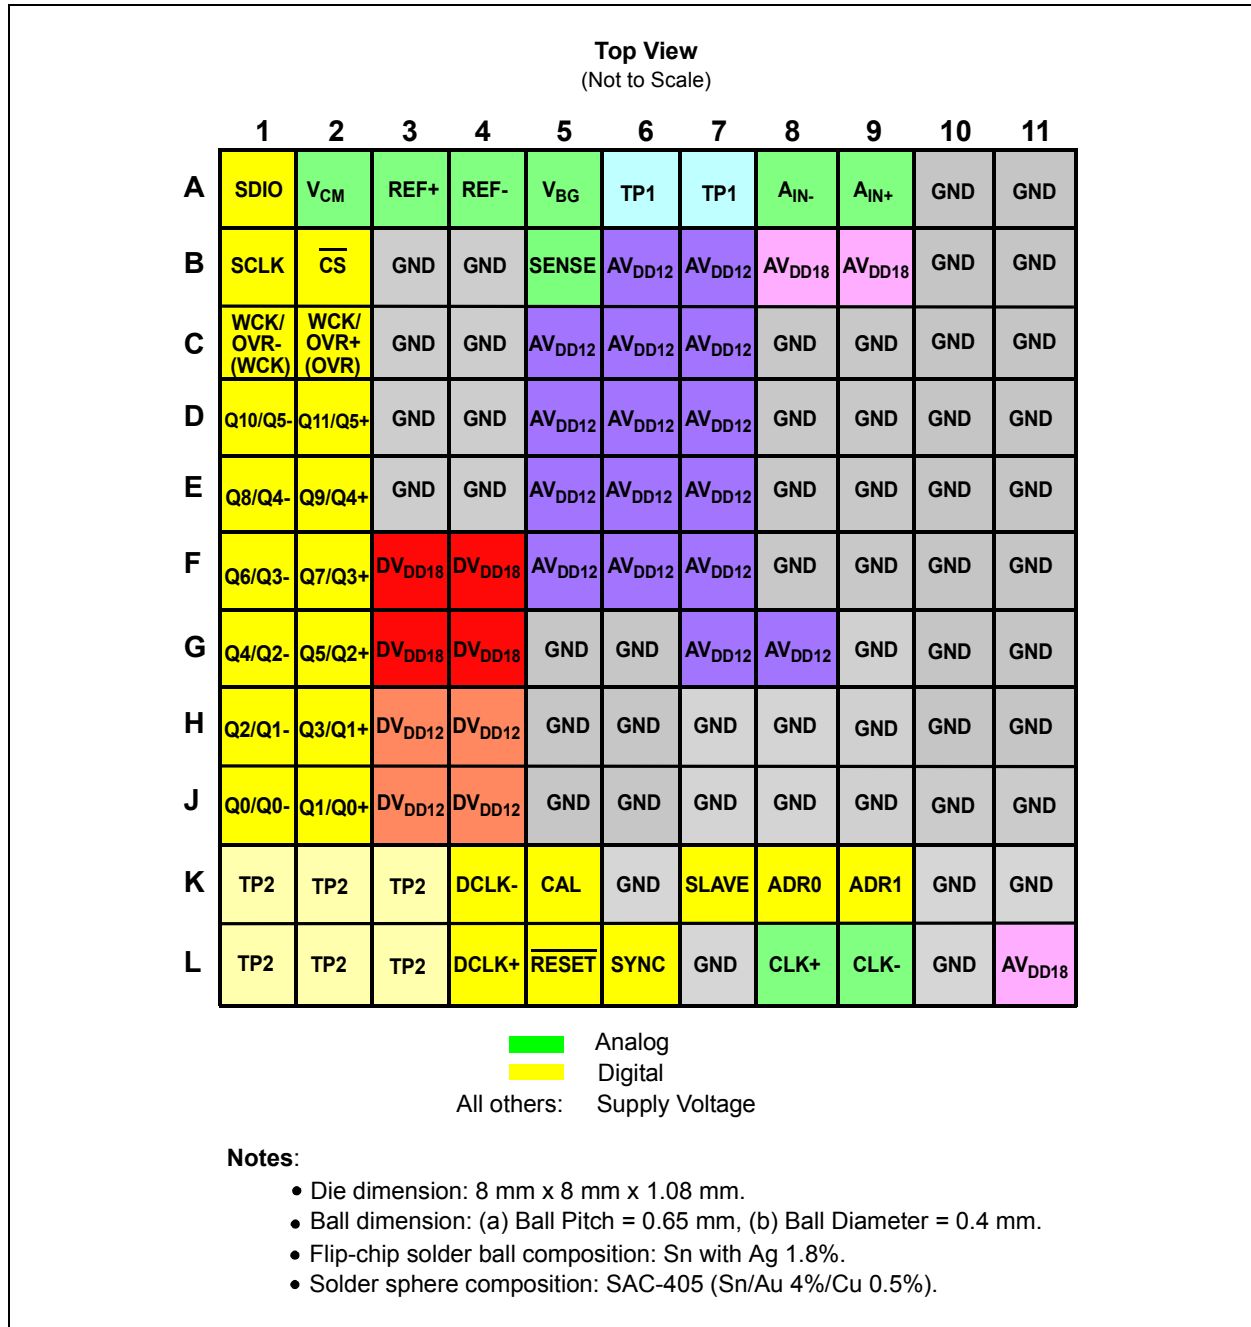 Top View
(Not to Scale)
1 2 3 4 5 6 7 8 9 10 11
A SDIO VCM REF+ REF- VBG TP1 TP1 AIN- AIN+ GND GND
B SCLK CS GND GND SENSE AVDD12 AVDD12 AVDD18 AVDD18 GND GND
C WCK/OVR-(WCK) WCK/OVR+(OVR) GND GND AVDD12 AVDD12 AVDD12 GND GND GND GND
D Q10/Q5- Q11/Q5+ GND GND AVDD12 AVDD12 AVDD12 GND GND GND GND
E Q8/Q4- Q9/Q4+ GND GND AVDD12 AVDD12 AVDD12 GND GND GND GND
F Q6/Q3- Q7/Q3+ DVDD18 DVDD18 AVDD12 AVDD12 AVDD12 GND GND GND GND
G Q4/Q2- Q5/Q2+ DVDD18 DVDD18 GND GND AVDD12 AVDD12 GND GND GND
H Q2/Q1- Q3/Q1+ DVDD12 DVDD12 GND GND GND GND GND GND GND
J Q0/Q0- Q1/Q0+ DVDD12 DVDD12 GND GND GND GND GND GND GND
K TP2 TP2 TP2 DCLK- CAL GND SLAVE ADR0 ADR1 GND GND
L TP2 TP2 TP2 DCLK+ RESET SYNC GND CLK+ CLK- GND AVDD18
Analog
Digital
All others: Supply Voltage
Notes:
• Die dimension: 8 mm x 8 mm x 1.08 mm.
• Ball dimension: (a) Ball Pitch = 0.65 mm, (b) Ball Diameter = 0.4 mm.
• Flip-chip solder ball composition: Sn with Ag 1.8%.
• Solder sphere composition: SAC-405 (Sn/Au 4%/Cu 0.5%).